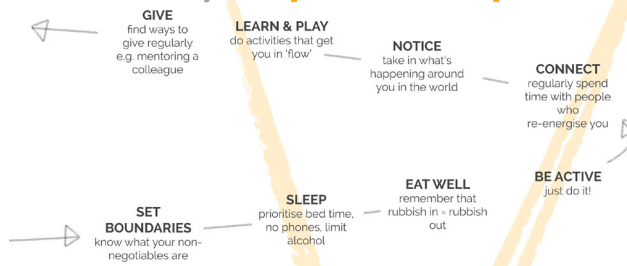 GIVE
find ways to
give regularly
e.g. mentoring a
colleague
LEARN & PLAY
do activities that get
you in 'flow'
NOTICE
take in what's
happening around
you in the world
CONNECT
regularly spend
time with people
who
re-energise you
BE ACTIVE
just do it!
EAT WELL
remember that
rubbish in = rubbish
out
SLEEP
prioritise bed time,
no phones, limit
alcohol
SET
BOUNDARIES
know what your non-
negotiables are